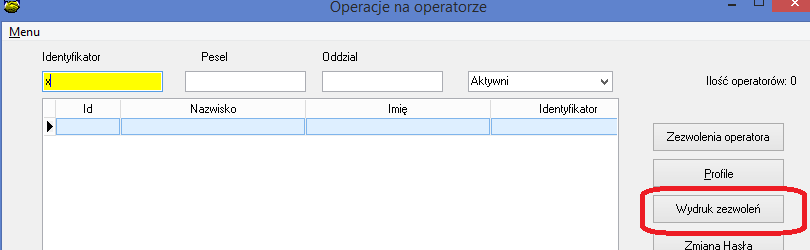 Operacje na operatorze
Menu
Identyfikator Pesel Oddzial
x Aktywni Ilość operatorów: 0
Id Nazwisko Imię Identyfikator
Zezwolenia operatora
Profile
Wydruk zezwoleń
Zmiana Hasła